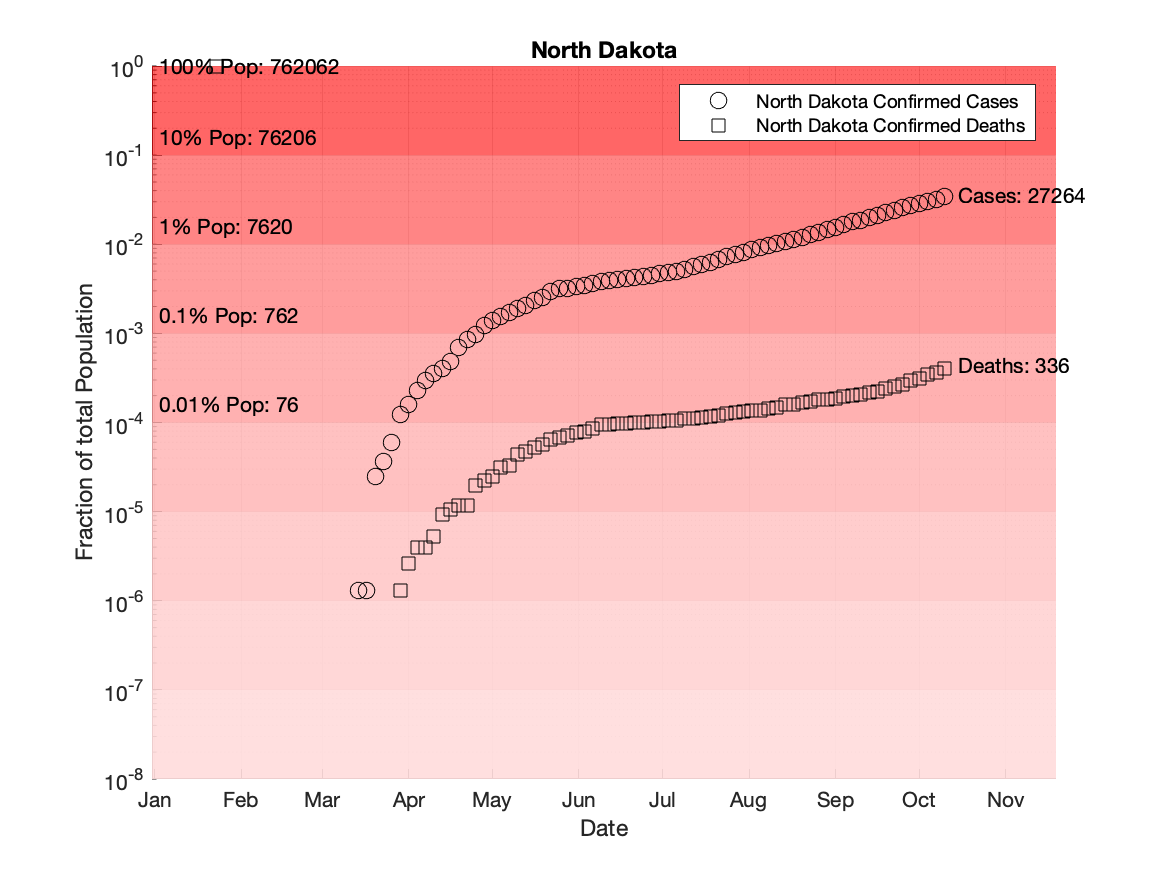 North Dakota
10^0
100% Pop: 762062
North Dakota Confirmed Cases
North Dakota Confirmed Deaths
10% Pop: 76206
10^-1
Cases: 27264
1% Pop: 7620
10^-2
0.1% Pop: 762
10^-3
Deaths: 336
0.01% Pop: 76
10^-4
10^-5
10^-6
10^-7
10^-8
Fraction of total Population
Jan Feb Mar Apr May Jun Jul Aug Sep Oct Nov
Date